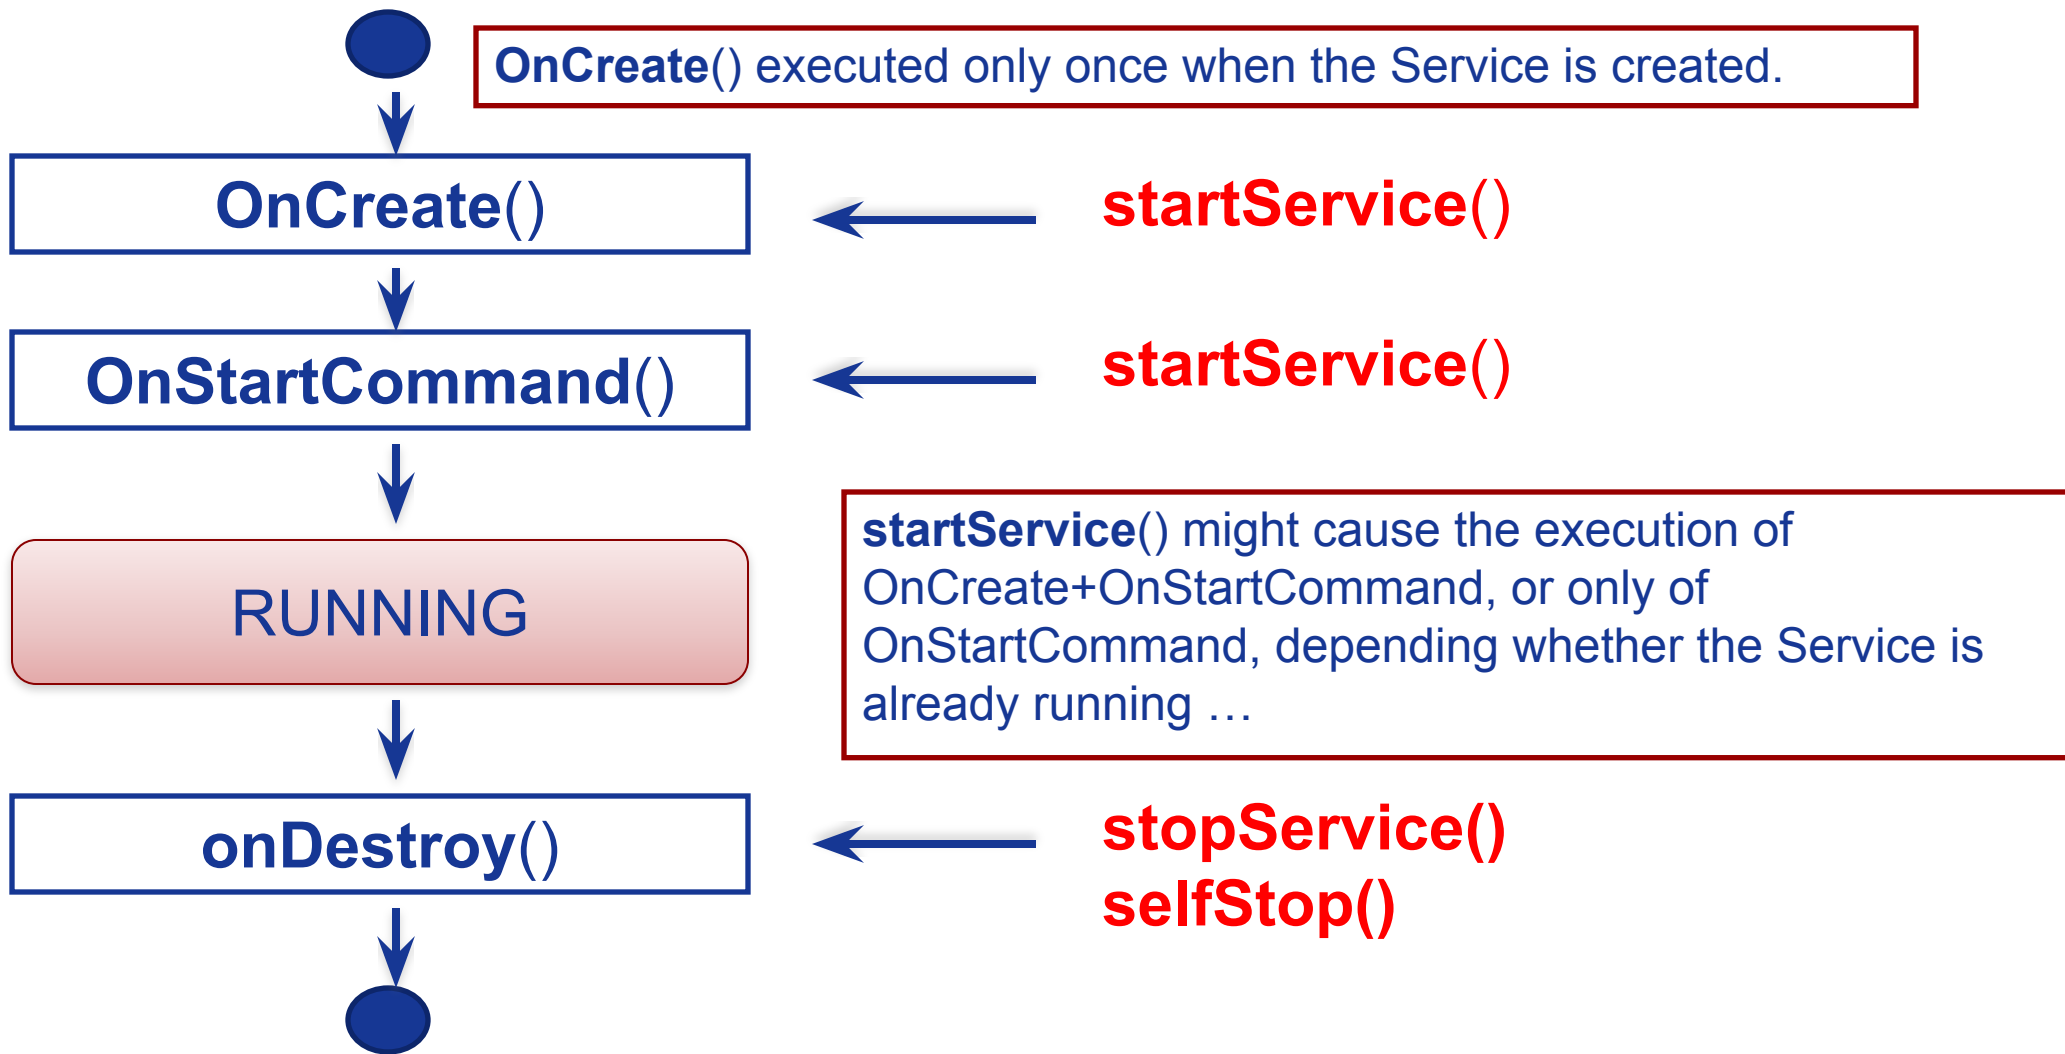 OnCreate() executed only once when the Service is created.
OnCreate()
startService()
OnStartCommand()
startService()
RUNNING
startService() might cause the execution of
OnCreate+OnStartCommand, or only of
OnStartCommand, depending whether the Service is
already running …
onDestroy()
stopService()
selfStop()